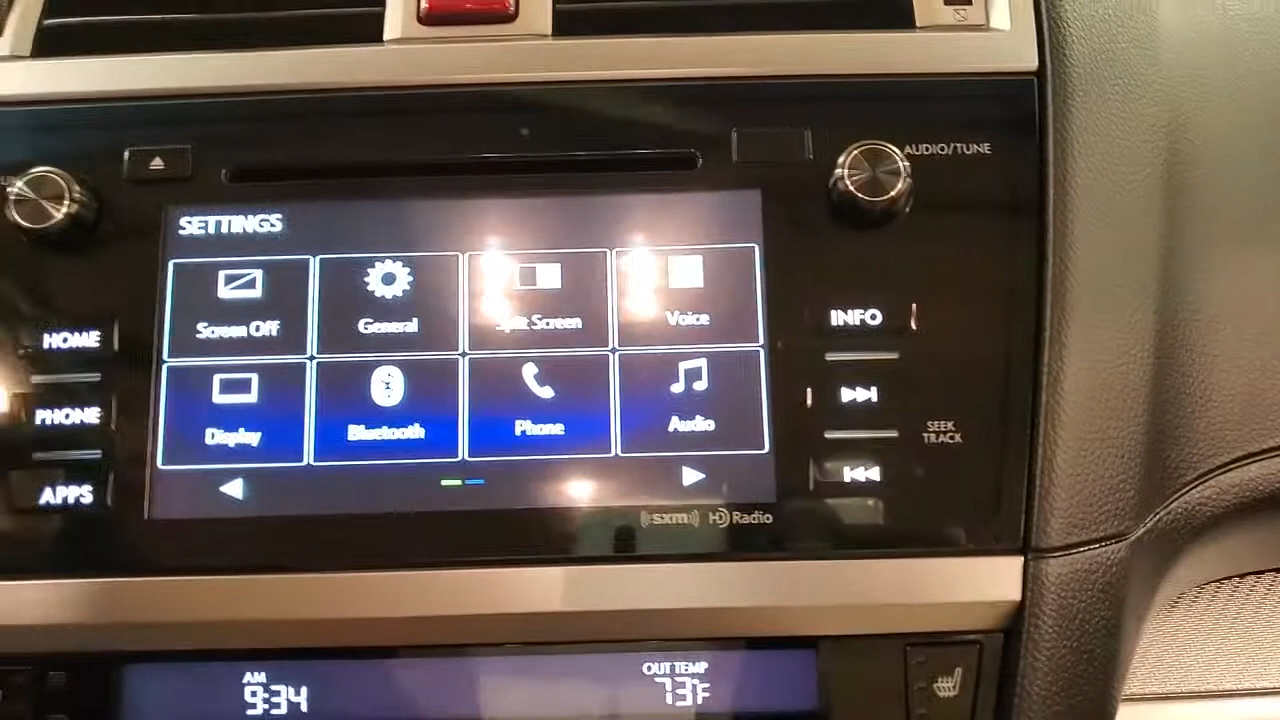 AUDIO/TUNE
SETTINGS
Screen Off
General
Split Screen
Voice
Display
Bluetooth
Phone
Audio
HOME
PHONE
APPS
INFO
SEEK
TRACK
((sxm)) HD Radio
AM
9:34
OUT TEMP
73°F